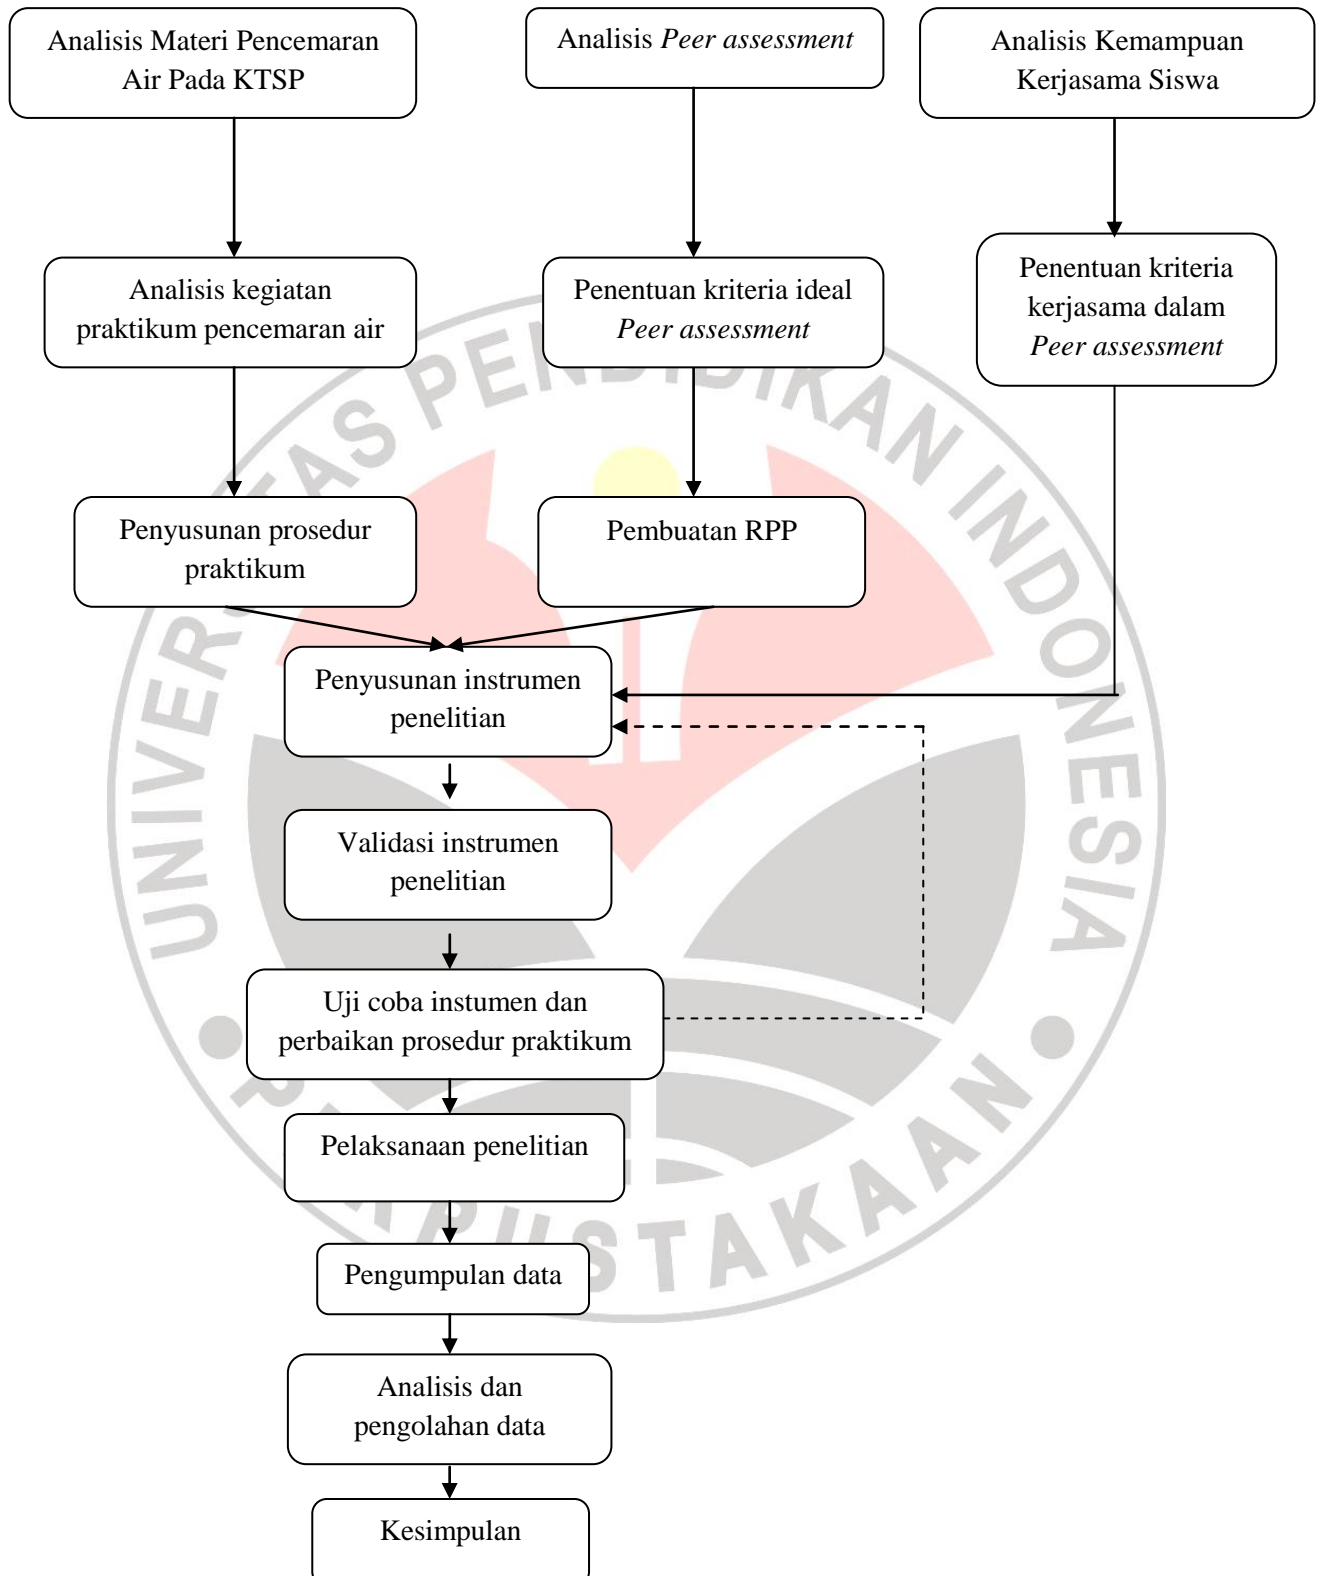 Analisis Materi Pencemaran
Air Pada KTSP
Analisis Peer assessment
Analisis Kemampuan
Kerjasama Siswa
Analisis kegiatan
praktikum pencemaran air
Penentuan kriteria ideal
Peer assessment
Penentuan kriteria
kerjasama dalam
Peer assessment
Penyusunan prosedur
praktikum
Pembuatan RPP
Penyusunan instrumen
penelitian
Validasi instrumen
penelitian
Uji coba instumen dan
perbaikan prosedur praktikum
Pelaksanaan penelitian
Pengumpulan data
Analisis dan
pengolahan data
Kesimpulan
UNIVERSITAS PENDIDIKAN INDONESIA
PERPUSTAKAAN